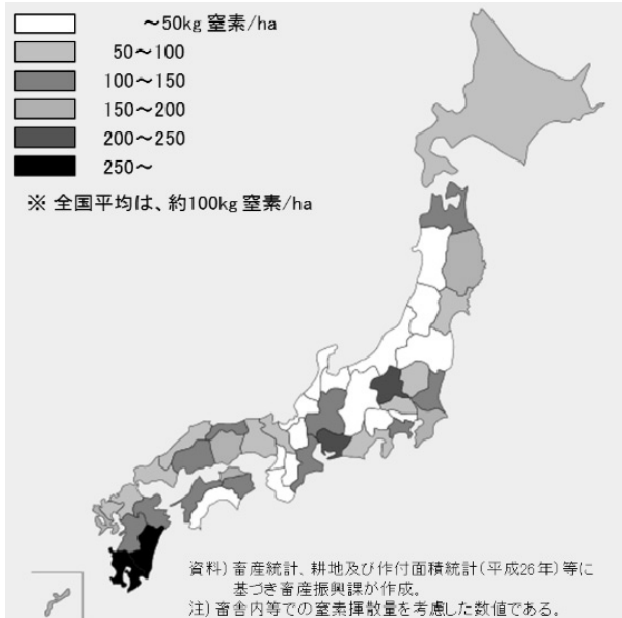 ～50kg 窒素/ha
50～100
100～150
150～200
200～250
250～
※ 全国平均は、約100kg 窒素/ha
資料) 畜産統計、耕地及び作付面積統計(平成26年)等に
基づき畜産振興課が作成。
注) 畜舎内等での窒素揮散量を考慮した数値である。